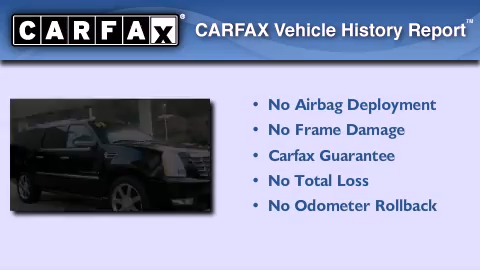 CARFAX® CARFAX Vehicle History Report™
• No Airbag Deployment
• No Frame Damage
• Carfax Guarantee
• No Total Loss
• No Odometer Rollback